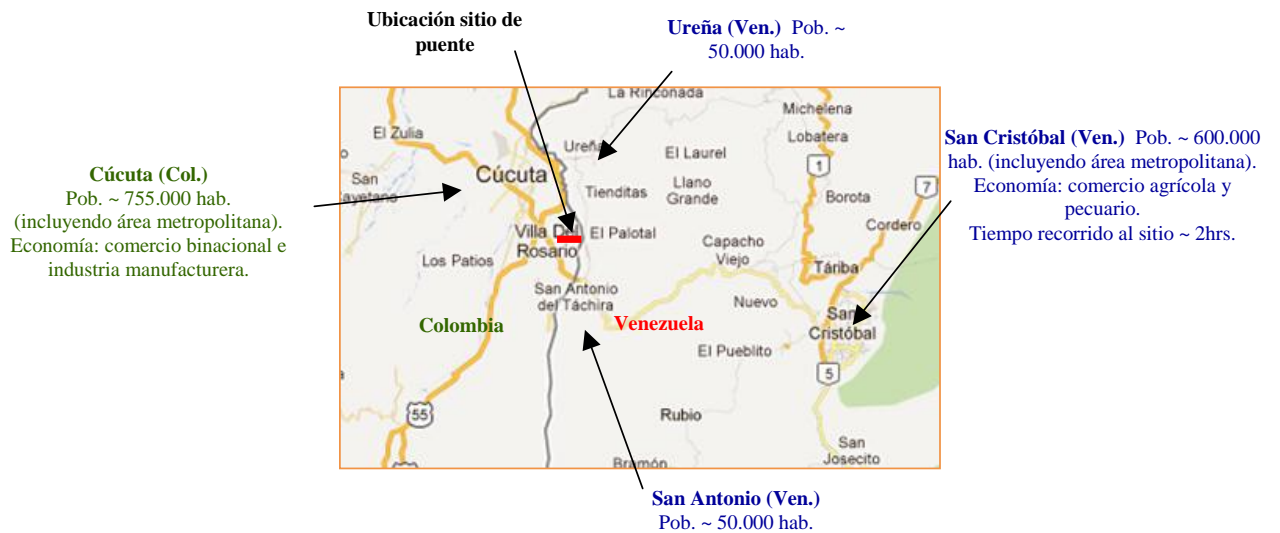 Ubicación sitio de
puente
Ureña (Ven.) Pob. ~
50.000 hab.
San Cristóbal (Ven.) Pob. ~ 600.000
hab. (incluyendo área metropolitana).
Economía: comercio agrícola y
pecuario.
Tiempo recorrido al sitio ~ 2hrs.
Cúcuta (Col.)
Pob. ~ 755.000 hab.
(incluyendo área metropolitana).
Economía: comercio binacional e
industria manufacturera.
La Rinconada
Michelena
El Zulia
Lobatera
Ureña
El Laurel
1
Cúcuta
San
Cayetano
Tienditas
Llano
Grande
Borota
7
Cordero
Villa Del
Rosario
El Palotal
Capacho
Viejo
Los Patios
Táriba
San Antonio
del Táchira
Nuevo
San
Cristóbal
Colombia
Venezuela
El Pueblito
5
55
Rubio
San
Josecito
Bramón
San Antonio (Ven.)
Pob. ~ 50.000 hab.